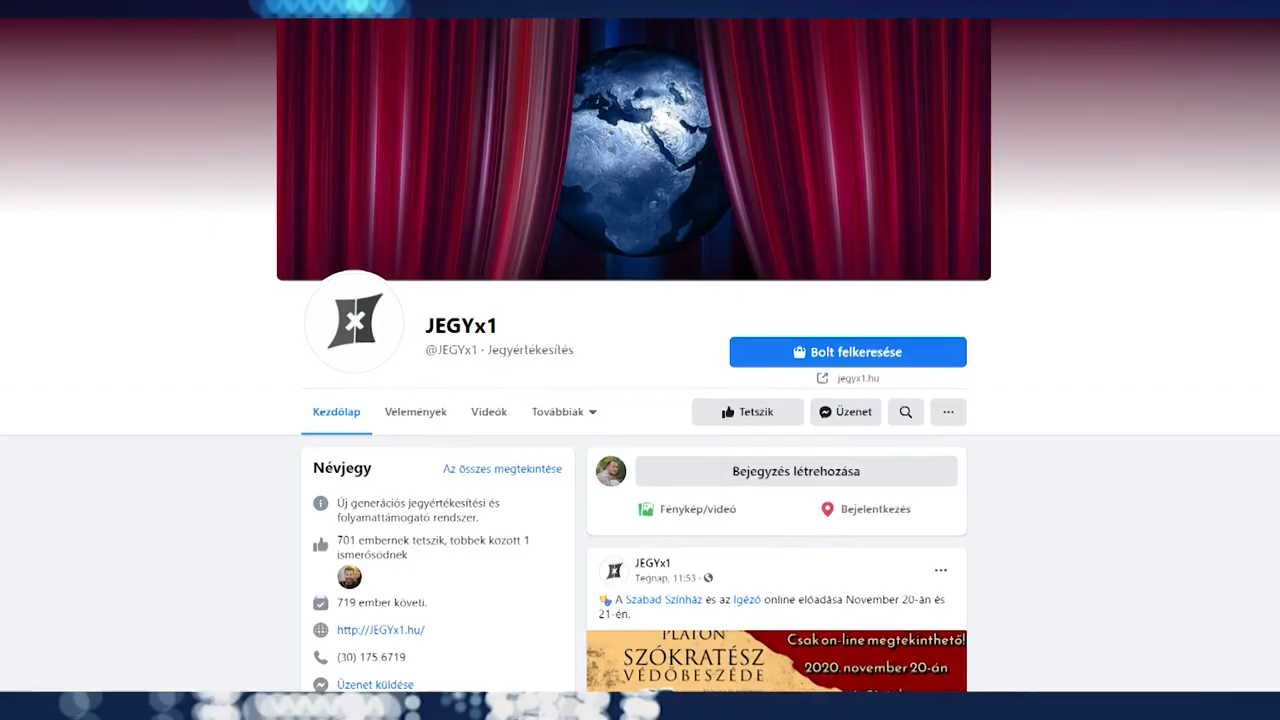 JEGYx1
@JEGYx1 · Jegyértékesítés
Bolt felkeresése
jegyx1.hu
Kezdőlap
Vélemények
Videók
Továbbiak
Tetszik
Üzenet
Névjegy
Az összes megtekintése
Új generációs jegyértékesítési és
folyamattámogató rendszer.
701 embernek tetszik, többek között 1
ismerősödnek
719 ember követi.
http://JEGYx1.hu/
(30) 175 6719
Üzenet küldése
Bejegyzés létrehozása
Fénykép/videó
Bejelentkezés
JEGYx1
Tegnap, 11:53 ·
A Szabad Színház és az Igéző online előadása November 20-án és
21-én.
PLATÓN
SZÓKRATÉSZ
VÉDŐBESZÉDE
Csak on-line megtekinthető!
2020. november 20-án